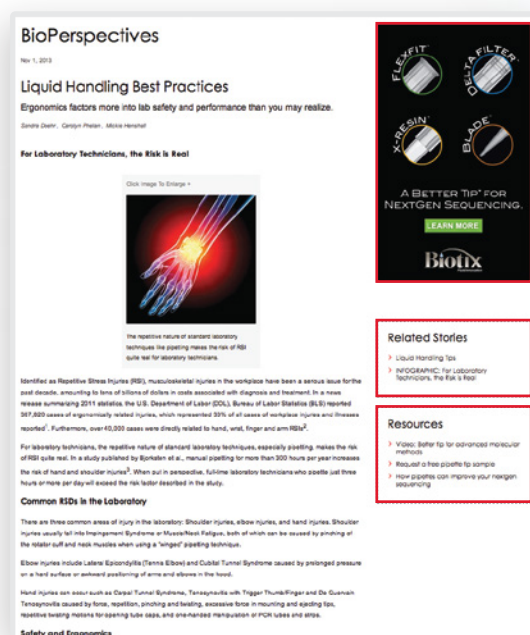 BioPerspectives
Nov 1, 2013
Liquid Handling Best Practices
Ergonomics factors more into lab safety and performance than you may realize.
Sandra Diehr, Carolyn Phelan, Mickie Henshall
For Laboratory Technicians, the Risk is Real
Click Image To Enlarge +
The repetitive nature of standard laboratory
techniques like pipetting makes the risk of RSI
quite real for laboratory technicians.
Identified as Repetitive Stress Injuries (RSI), musculoskeletal injuries in the workplace have been a serious issue for the
past decade, amounting to tens of billions of dollars in costs associated with diagnosis and treatment. In a news
release summarizing 2011 statistics, the U.S. Department of Labor (DOL), Bureau of Labor Statistics (BLS) reported
387,820 cases of ergonomically related injuries, which represented 33% of all cases of workplace injuries and illnesses
reported1. Furthermore, over 40,000 cases were directly related to hand, wrist, finger and arm RSIs2.
For laboratory technicians, the repetitive nature of standard laboratory techniques, especially pipetting, makes the risk
of RSI quite real. In a study published by Bjorksten et al., manual pipetting for more than 300 hours per year increases
the risk of hand and shoulder injuries3. When put in perspective, full-time laboratory technicians who pipette just three
hours or more per day will exceed the risk factor described in the study.
Common RSDs in the Laboratory
There are three common areas of injury in the laboratory: Shoulder injuries, elbow injuries, and hand injuries. Shoulder
injuries usually fall into Impingement Syndrome or Muscle/Neck Fatigue, both of which can be caused by pinching of
the rotator cuff and neck muscles when using a "winged" pipetting technique.
Elbow injuries include Lateral Epicondylitis (Tennis Elbow) and Cubital Tunnel Syndrome caused by prolonged pressure
on a hard surface or awkward positioning of arms and elbows in the hood.
Hand injuries can occur such as Carpal Tunnel Syndrome, Tenosynovitis with Trigger Thumb/Finger and De Quervain
Tenosynovitis caused by force, repetition, pinching and twisting, excessive force in mounting and ejecting tips,
repetitive twisting motions for opening tube caps, and one-handed manipulation of PCR tubes and strips.
Safety and Ergonomics
FLEXFIT™
DELTA FILTER™
X-RESIN™
BLADE™
A BETTER TIP™ FOR
NEXTGEN SEQUENCING.
LEARN MORE
Biotix
Related Stories
Liquid Handling Tips
INFOGRAPHIC: For Laboratory
Technicians, the Risk is Real
Resources
Video: Better tip for advanced molecular
methods
Request a free pipette tip sample
How pipettes can improve your nextgen
sequencing